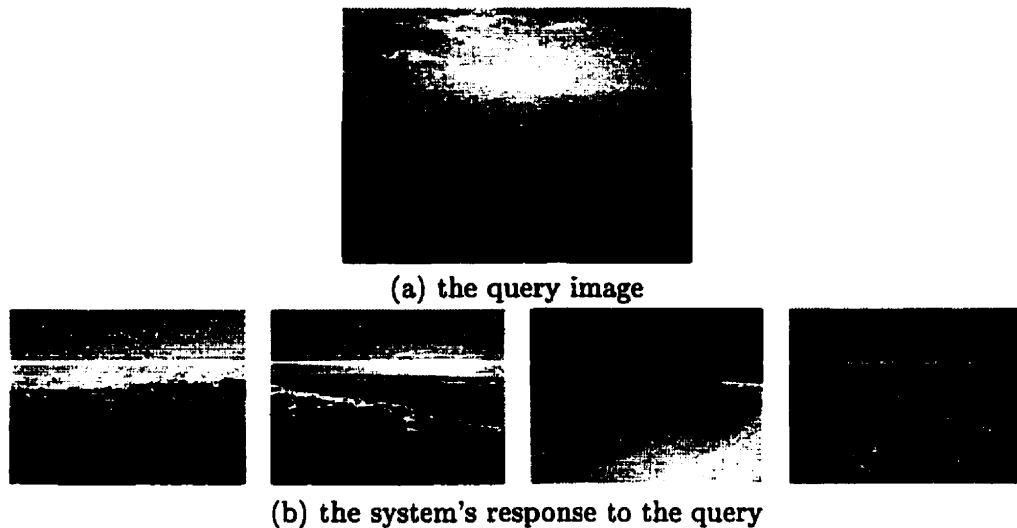 (a) the query image
(b) the system's response to the query